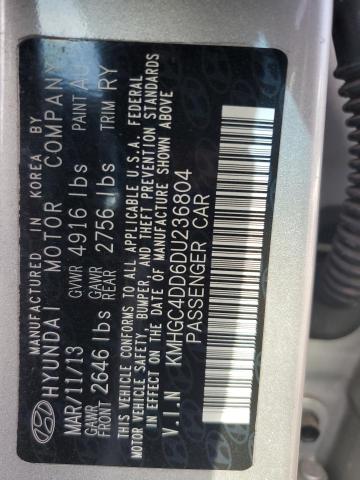 MANUFACTURED IN KOREA BY
HYUNDAI MOTOR COMPANY
MAR/11/13 GVWR 4916 lbs PAINT AU
GAWR FRONT 2646 lbs GAWR REAR 2756 lbs TRIM RY
THIS VEHICLE CONFORMS TO ALL APPLICABLE U.S.A. FEDERAL
MOTOR VEHICLE SAFETY, BUMPER, AND THEFT PREVENTION STANDARDS
IN EFFECT ON THE DATE OF MANUFACTURE SHOWN ABOVE
V.I.N KMHGC4DD6DU236804
PASSENGER CAR